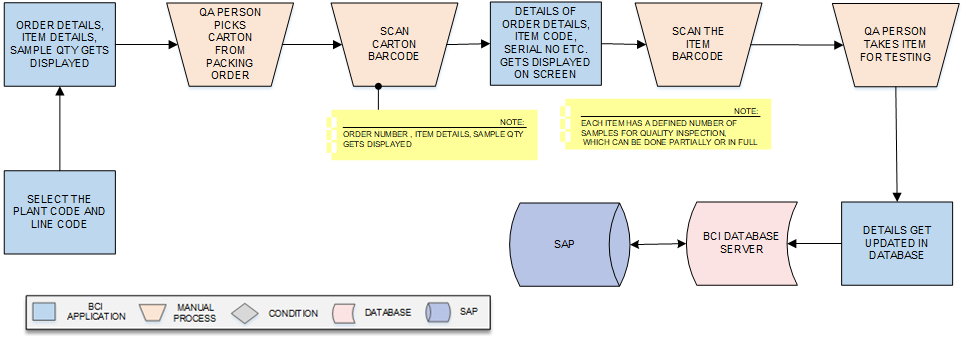 ORDER DETAILS,
ITEM DETAILS,
SAMPLE QTY GETS
DISPLAYED
QA PERSON
PICKS
CARTON
FROM
PACKING
ORDER
SCAN
CARTON
BARCODE
DETAILS OF
ORDER DETAILS,
ITEM CODE,
SERIAL NO ETC.
GETS DISPLAYED
ON SCREEN
SCAN THE
ITEM
BARCODE
QA PERSON
TAKES ITEM
FOR TESTING
NOTE:
ORDER NUMBER , ITEM DETAILS, SAMPLE QTY
GETS DISPLAYED
NOTE:
EACH ITEM HAS A DEFINED NUMBER OF
SAMPLES FOR QUALITY INSPECTION,
WHICH CAN BE DONE PARTIALLY OR IN FULL
SELECT THE
PLANT CODE AND
LINE CODE
SAP
BCI DATABASE
SERVER
DETAILS GET
UPDATED IN
DATABASE
BCI
APPLICATION
MANUAL
PROCESS
CONDITION
DATABASE
SAP